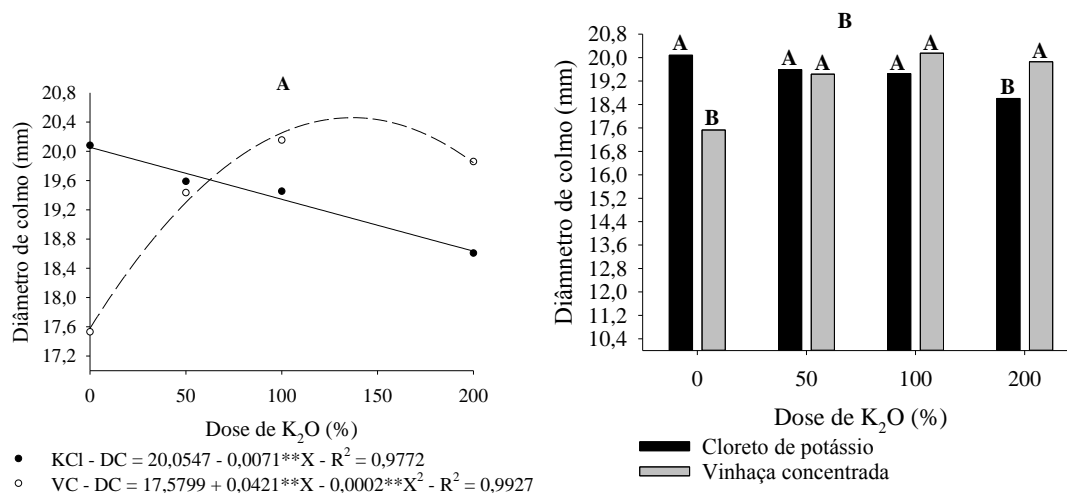 A
20,8
20,4
20,0
19,6
19,2
18,8
18,4
18,0
17,6
17,2
Diâmetro de colmo (mm)
0 50 100 150 200
Dose de K₂O (%)
KCl - DC = 20,0547 - 0,0071**X - R² = 0,9772
VC - DC = 17,5799 + 0,0421**X - 0,0002**X² - R² = 0,9927
B
20,8
20,0
19,2
18,4
17,6
16,8
16,0
15,2
14,4
13,6
12,8
12,0
11,2
10,4
Diâmnetro de colmo (mm)
A B A A A A B A
0 50 100 200
Dose de K₂O (%)
Cloreto de potássio
Vinhaça concentrada